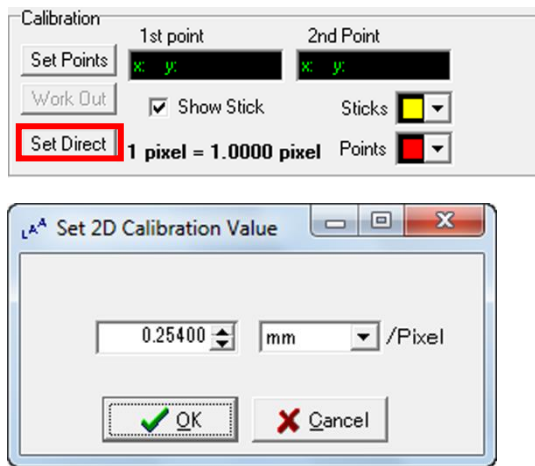 Calibration
1st point 2nd Point
Set Points x: y: x: y:
Work Out Show Stick Sticks
Set Direct 1 pixel = 1.0000 pixel Points
Set 2D Calibration Value
0.25400 mm /Pixel
OK Cancel